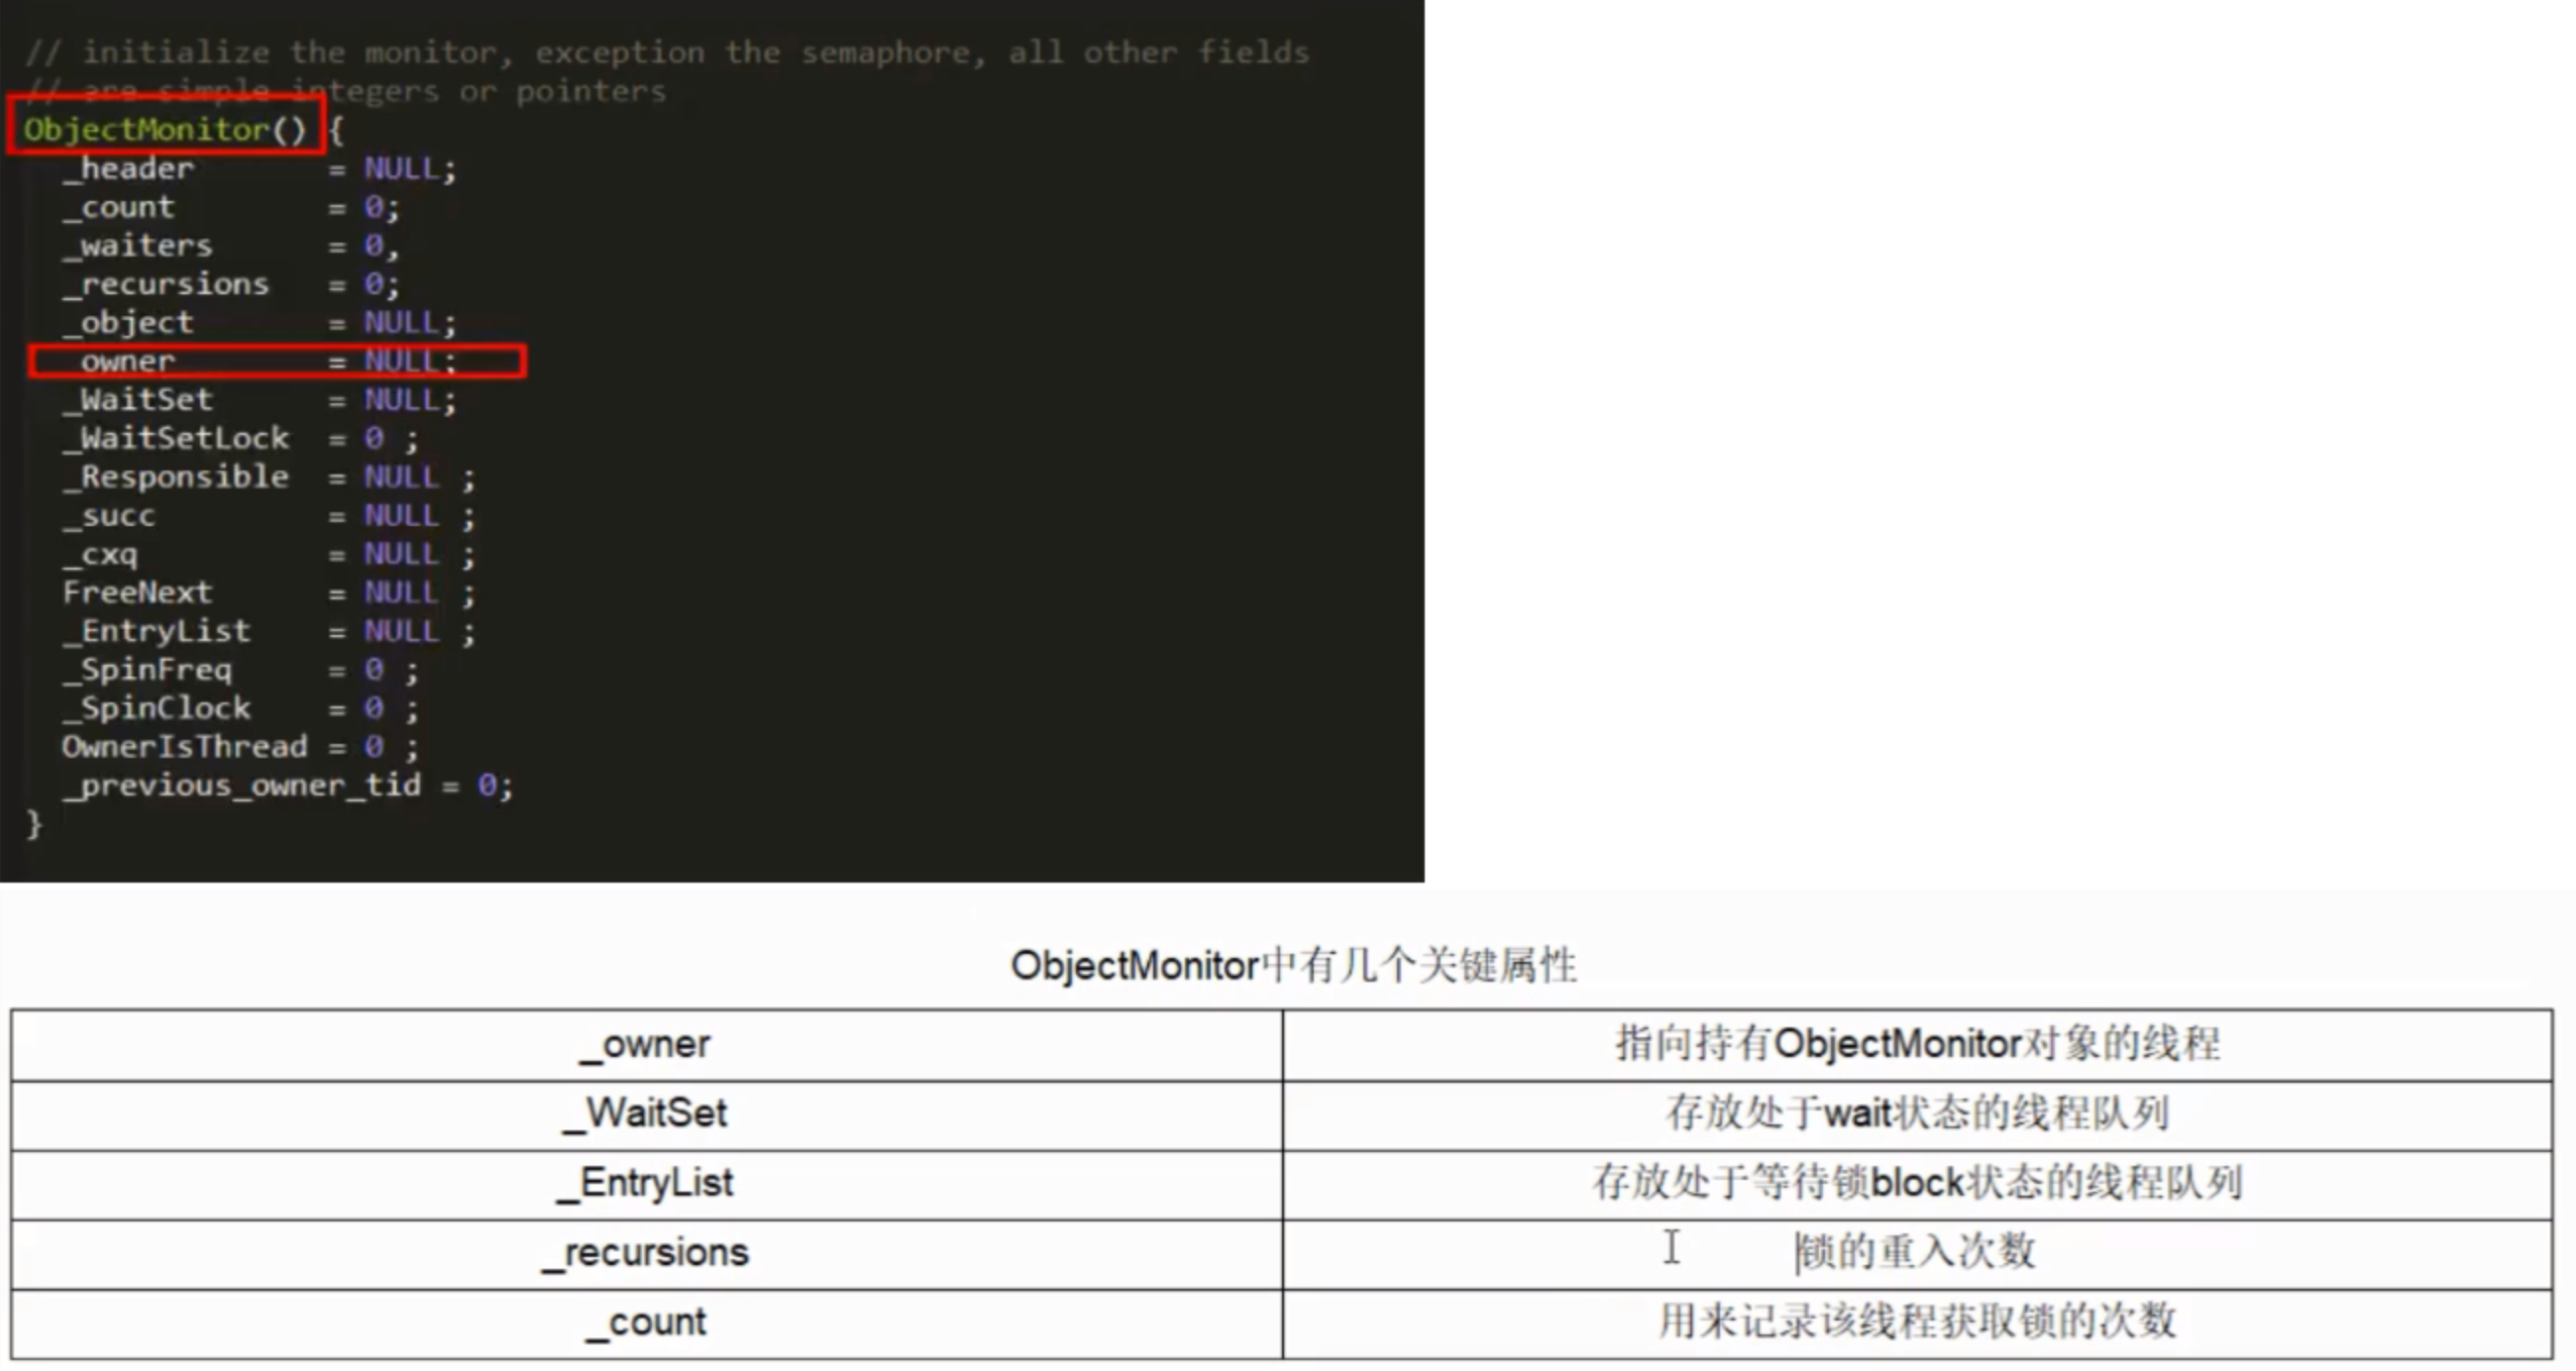 // initialize the monitor, exception the semaphore, all other fields
// are simple integers or pointers
ObjectMonitor() {
_header = NULL;
_count = 0;
_waiters = 0,
_recursions = 0;
_object = NULL;
_owner = NULL;
_WaitSet = NULL;
_WaitSetLock = 0 ;
_Responsible = NULL ;
_succ = NULL ;
_cxq = NULL ;
FreeNext = NULL ;
_EntryList = NULL ;
_SpinFreq = 0 ;
_SpinClock = 0 ;
OwnerIsThread = 0 ;
_previous_owner_tid = 0;
}
ObjectMonitor中有几个关键属性
_owner 指向持有ObjectMonitor对象的线程
_WaitSet 存放处于wait状态的线程队列
_EntryList 存放处于等待锁block状态的线程队列
_recursions 锁的重入次数
_count 用来记录该线程获取锁的次数